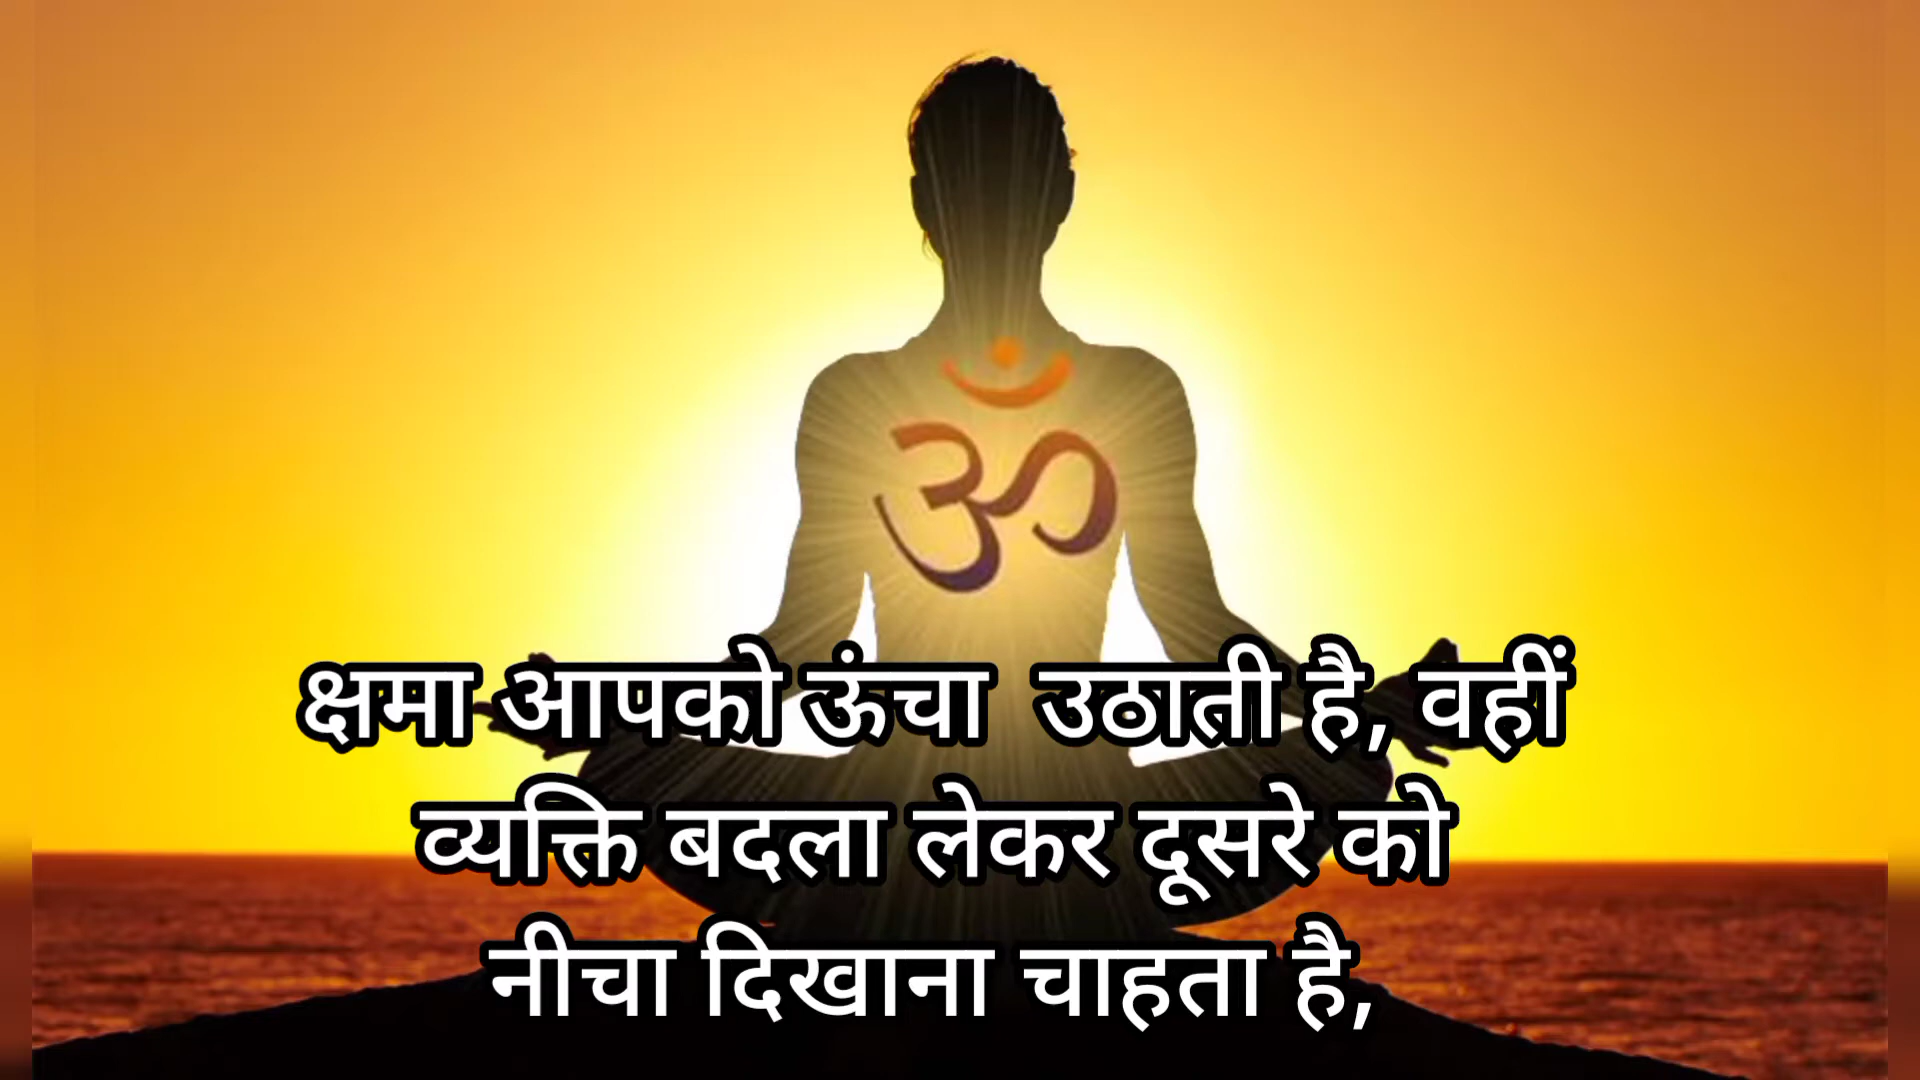 ॐ
क्षमा आपको ऊंचा  उठाती है, वहीं
व्यक्ति बदला लेकर दूसरे को
नीचा दिखाना चाहता है,